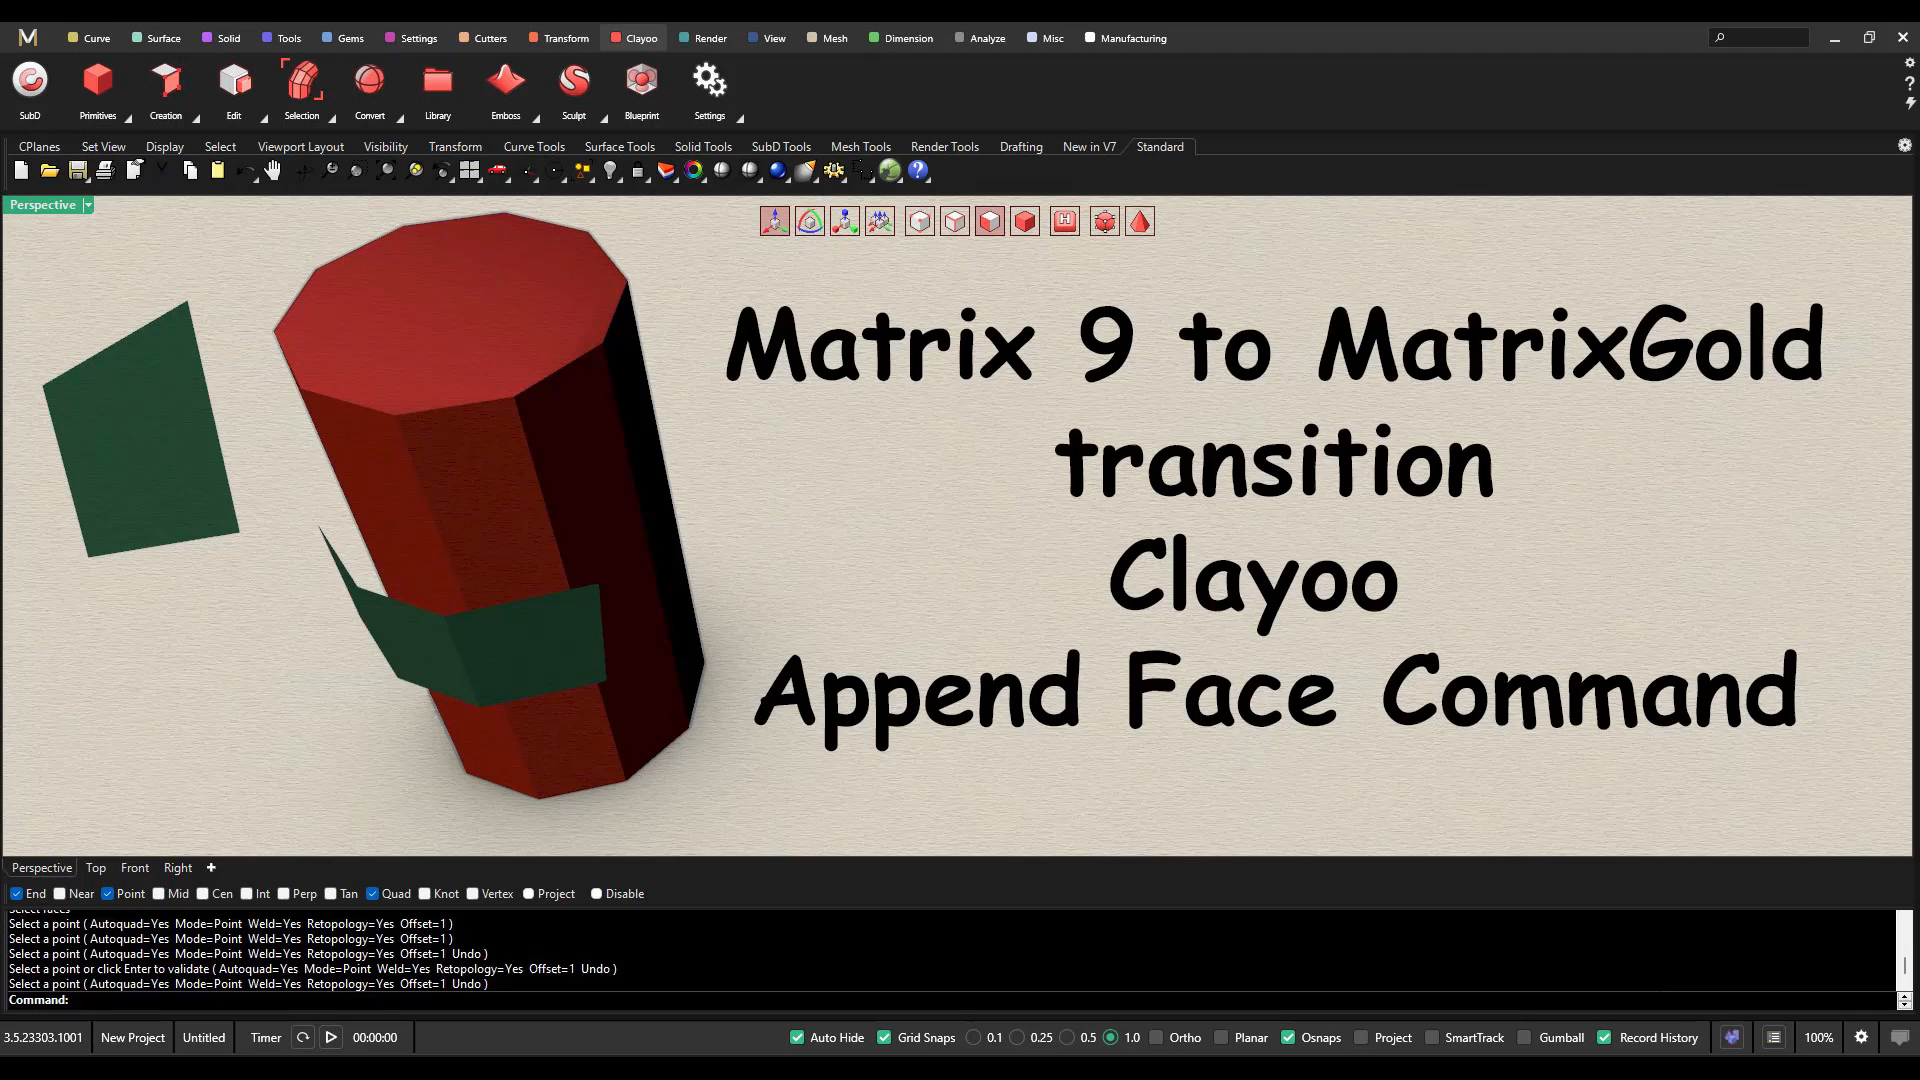 M Curve Surface Solid Tools Gems Settings Cutters Transform Clayoo Render View Mesh Dimension Analyze Misc Manufacturing
SubD Primitives Creation Edit Selection Convert Library Emboss Sculpt Blueprint Settings
CPlanes Set View Display Select Viewport Layout Visibility Transform Curve Tools Surface Tools Solid Tools SubD Tools Mesh Tools Render Tools Drafting New in V7 Standard
Perspective
H
Matrix 9 to MatrixGold
transition
Clayoo
Append Face Command
Perspective Top Front Right
End Near Point Mid Cen Int Perp Tan Quad Knot Vertex Project Disable
Select faces
Select a point ( Autoquad=Yes Mode=Point Weld=Yes Retopology=Yes Offset=1 )
Select a point ( Autoquad=Yes Mode=Point Weld=Yes Retopology=Yes Offset=1 )
Select a point ( Autoquad=Yes Mode=Point Weld=Yes Retopology=Yes Offset=1 Undo )
Select a point or click Enter to validate ( Autoquad=Yes Mode=Point Weld=Yes Retopology=Yes Offset=1 Undo )
Select a point ( Autoquad=Yes Mode=Point Weld=Yes Retopology=Yes Offset=1 Undo )
Command:
3.5.23303.1001 New Project Untitled Timer 00:00:00 Auto Hide Grid Snaps 0.1 0.25 0.5 1.0 Ortho Planar Osnaps Project SmartTrack Gumball Record History 100%